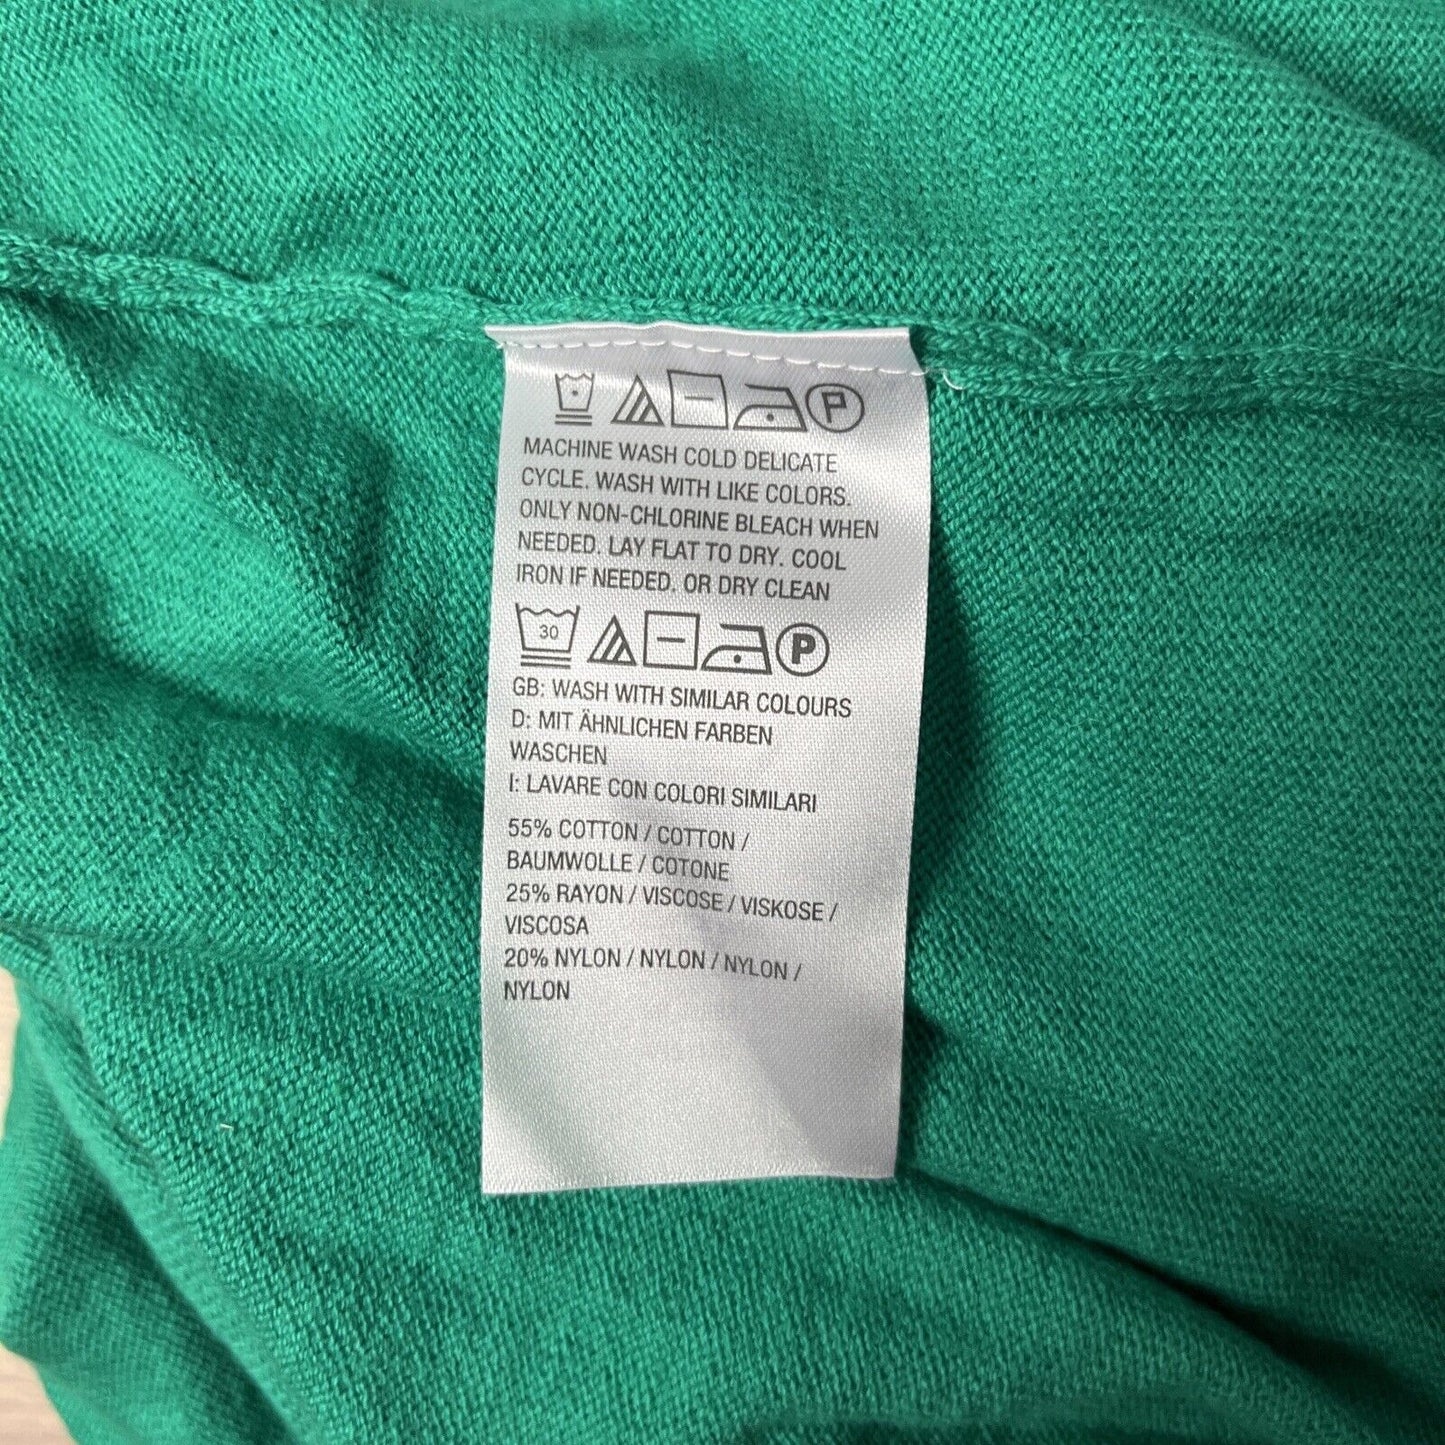 P
MACHINE WASH COLD DELICATE
CYCLE. WASH WITH LIKE COLORS.
ONLY NON-CHLORINE BLEACH WHEN
NEEDED. LAY FLAT TO DRY. COOL
IRON IF NEEDED. OR DRY CLEAN
30 P
GB: WASH WITH SIMILAR COLOURS
D: MIT ÄHNLICHEN FARBEN
WASCHEN
I: LAVARE CON COLORI SIMILARI
55% COTTON / COTTON /
BAUMWOLLE / COTONE
25% RAYON / VISCOSE / VISKOSE /
VISCOSA
20% NYLON / NYLON / NYLON /
NYLON